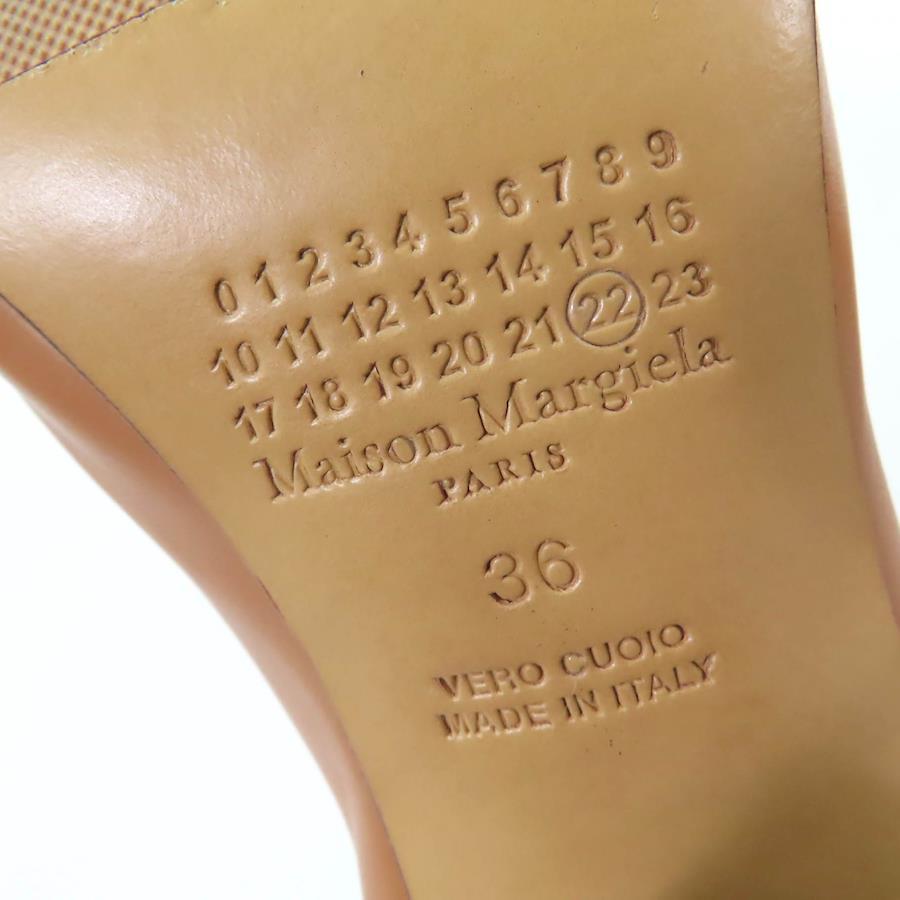 0 1 2 3 4 5 6 7 8 9
10 11 12 13 14 15 16
17 18 19 20 21 22 23
Maison Margiela
PARIS
36
VERO CUOIO
MADE IN ITALY